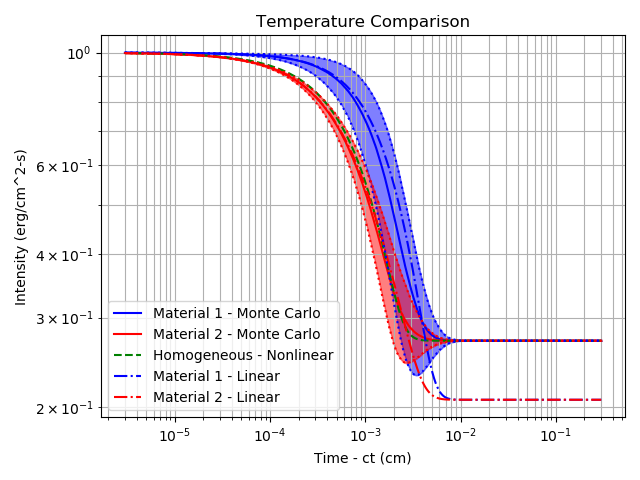 Temperature Comparison
Intensity (erg/cm^2-s)
10⁰
6 × 10⁻¹
4 × 10⁻¹
3 × 10⁻¹
2 × 10⁻¹
Material 1 - Monte Carlo
Material 2 - Monte Carlo
Homogeneous - Nonlinear
Material 1 - Linear
Material 2 - Linear
10⁻⁵ 10⁻⁴ 10⁻³ 10⁻² 10⁻¹
Time - ct (cm)